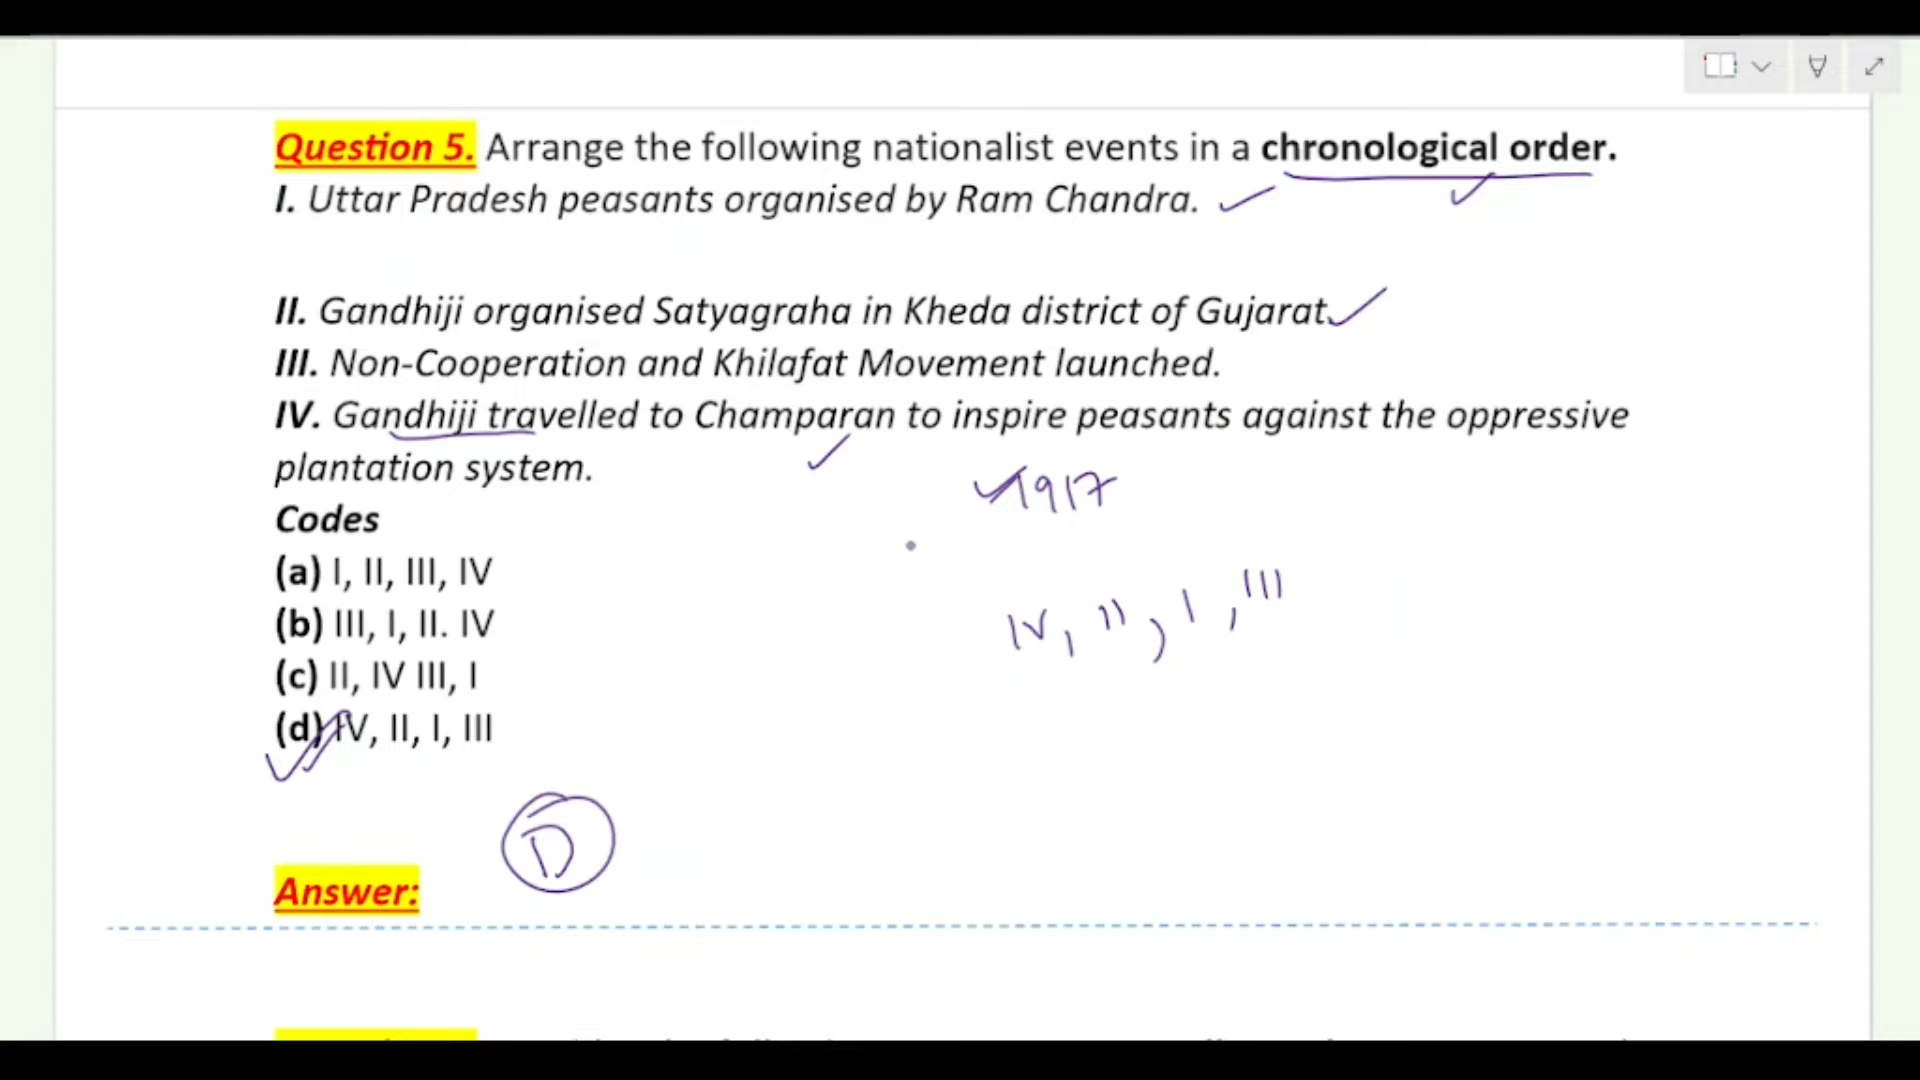 Question 5. Arrange the following nationalist events in a chronological order.
I. Uttar Pradesh peasants organised by Ram Chandra.
II. Gandhiji organised Satyagraha in Kheda district of Gujarat.
III. Non-Cooperation and Khilafat Movement launched.
IV. Gandhiji travelled to Champaran to inspire peasants against the oppressive
plantation system.
1917
Codes
(a) I, II, III, IV
(b) III, I, II. IV
IV, II, I, III
(c) II, IV III, I
(d) IV, II, I, III
D
Answer: